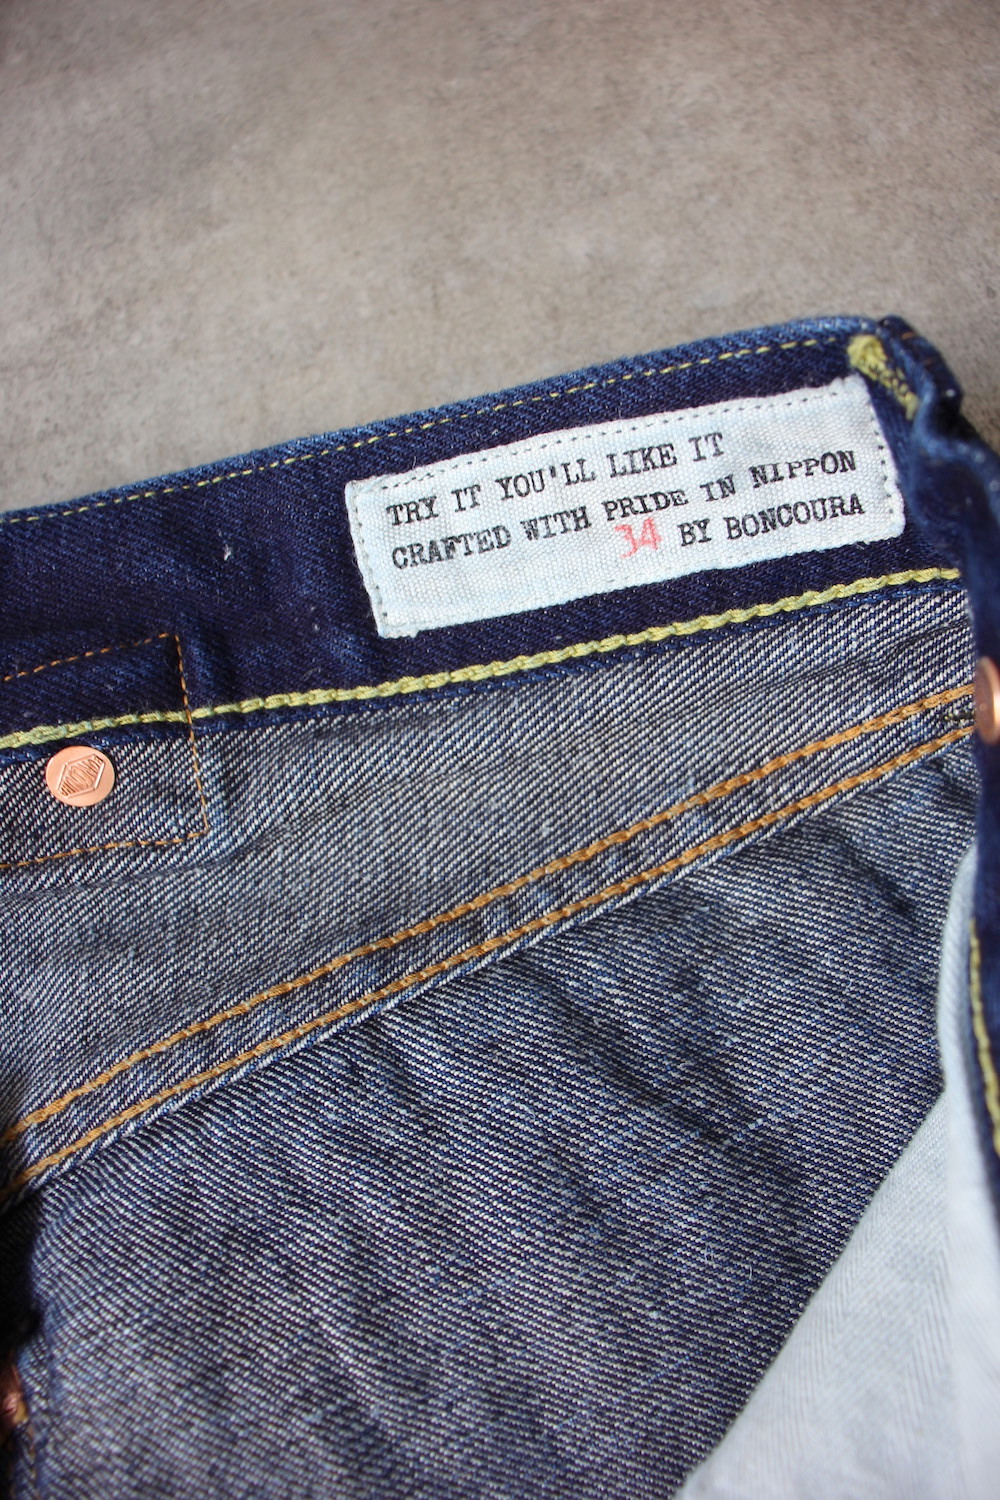 TRY IT YOU'LL LIKE IT
CRAFTED WITH PRIDE IN NIPPON
34 BY BONCOURA